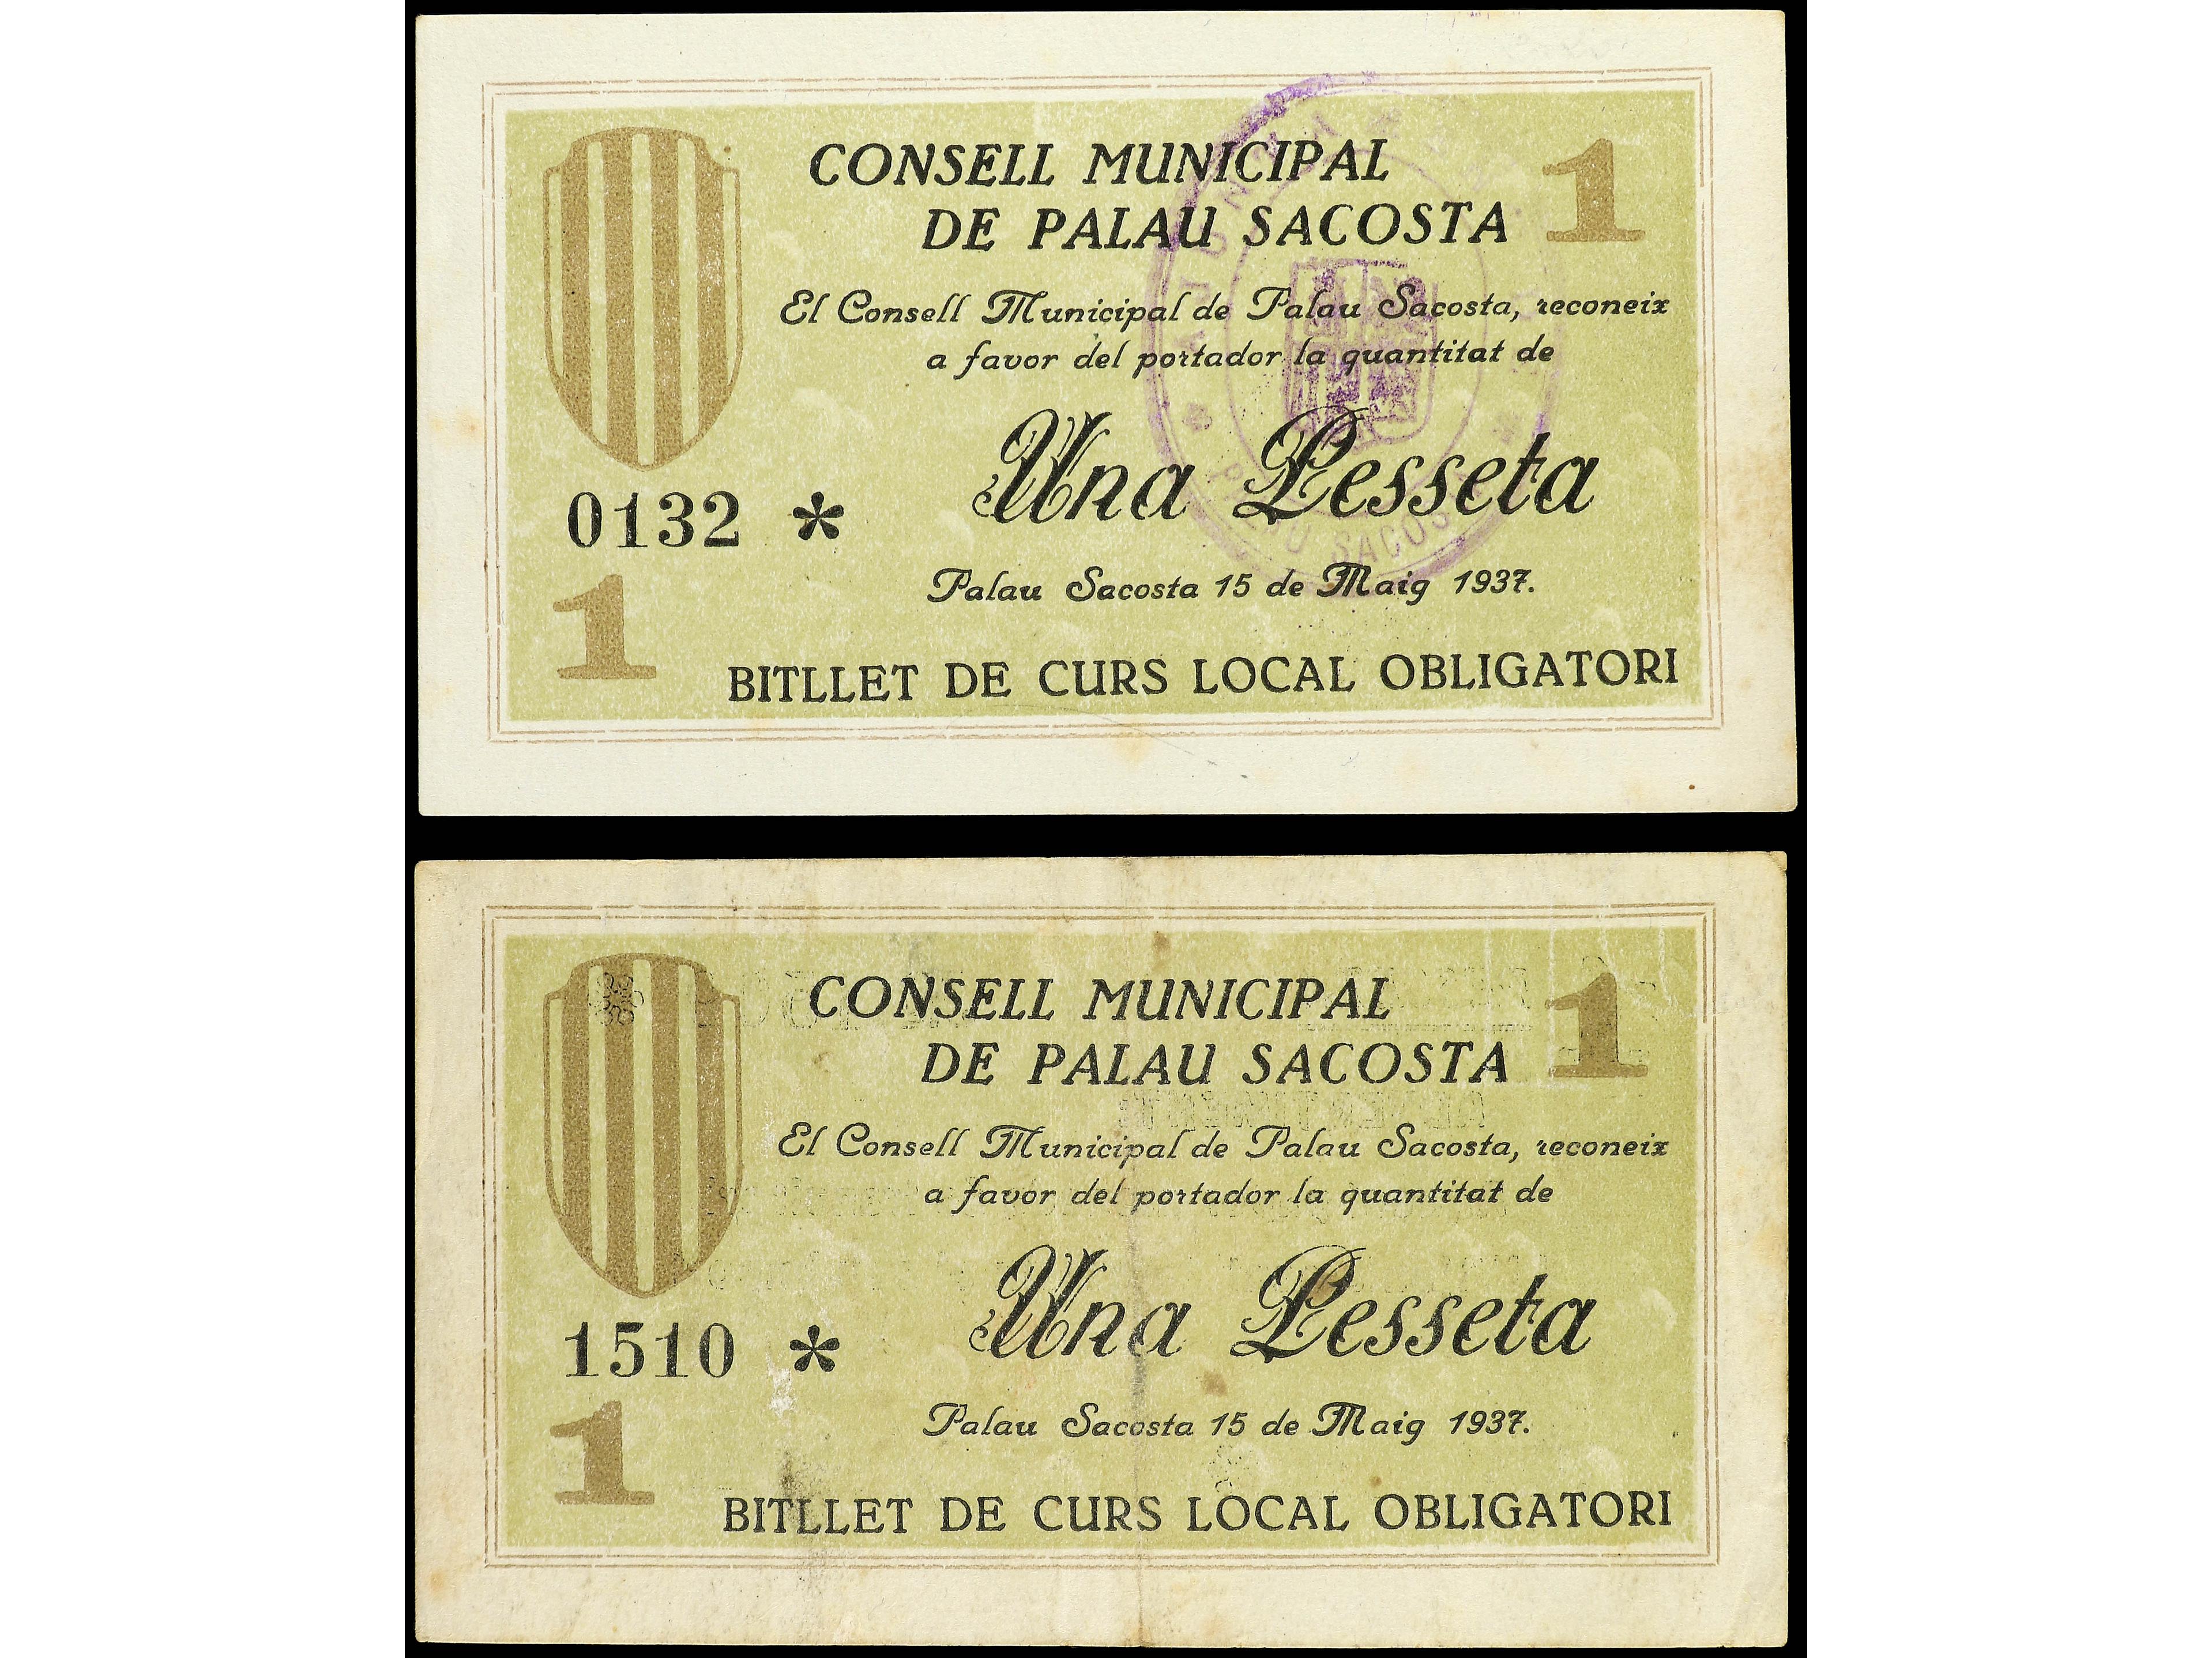 CONSELL MUNICIPAL
DE PALAU SACOSTA
1
El Consell Municipal de Palau Sacosta, reconeix
a favor del portador la quantitat de
Una Pesseta
0132 *
Palau Sacosta 15 de Maig 1937.
1
BITLLET DE CURS LOCAL OBLIGATORI
PALAU SACOSTA
CONSELL MUNICIPAL
DE PALAU SACOSTA
1
El Consell Municipal de Palau Sacosta, reconeix
a favor del portador la quantitat de
Una Pesseta
1510 *
Palau Sacosta 15 de Maig 1937.
1
BITLLET DE CURS LOCAL OBLIGATORI